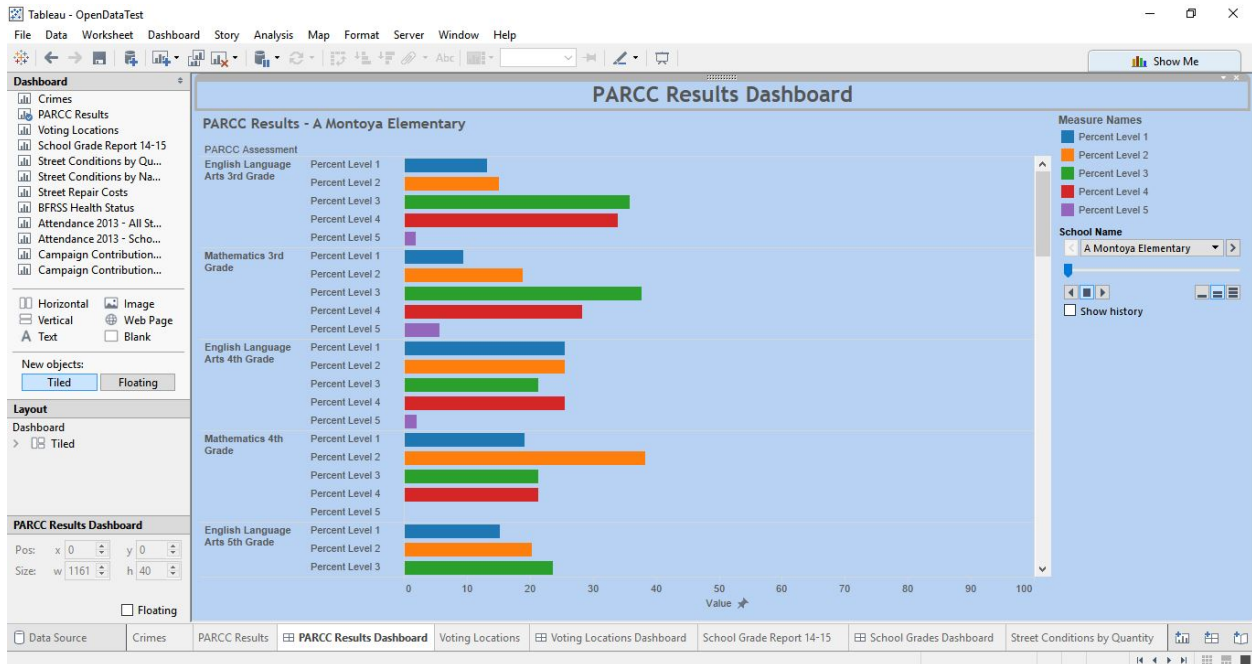 Tableau - OpenDataTest
File Data Worksheet Dashboard Story Analysis Map Format Server Window Help
Abc
Show Me
Dashboard
Crimes
PARCC Results
Voting Locations
School Grade Report 14-15
Street Conditions by Qu...
Street Conditions by Na...
Street Repair Costs
BFRSS Health Status
Attendance 2013 - All St...
Attendance 2013 - Scho...
Campaign Contribution...
Campaign Contribution...
Horizontal Image
Vertical Web Page
A Text Blank
New objects:
Tiled Floating
Layout
Dashboard
Tiled
PARCC Results Dashboard
Pos: x 0 y 0
Size: w 1161 h 40
Floating
PARCC Results Dashboard
PARCC Results - A Montoya Elementary
PARCC Assessment
English Language
Arts 3rd Grade
Percent Level 1
Percent Level 2
Percent Level 3
Percent Level 4
Percent Level 5
Mathematics 3rd
Grade
Percent Level 1
Percent Level 2
Percent Level 3
Percent Level 4
Percent Level 5
English Language
Arts 4th Grade
Percent Level 1
Percent Level 2
Percent Level 3
Percent Level 4
Percent Level 5
Mathematics 4th
Grade
Percent Level 1
Percent Level 2
Percent Level 3
Percent Level 4
Percent Level 5
English Language
Arts 5th Grade
Percent Level 1
Percent Level 2
Percent Level 3
0 10 20 30 40 50 60 70 80 90 100
Value
Measure Names
Percent Level 1
Percent Level 2
Percent Level 3
Percent Level 4
Percent Level 5
School Name
A Montoya Elementary
Show history
Data Source Crimes PARCC Results PARCC Results Dashboard Voting Locations Voting Locations Dashboard School Grade Report 14-15 School Grades Dashboard Street Conditions by Quantity